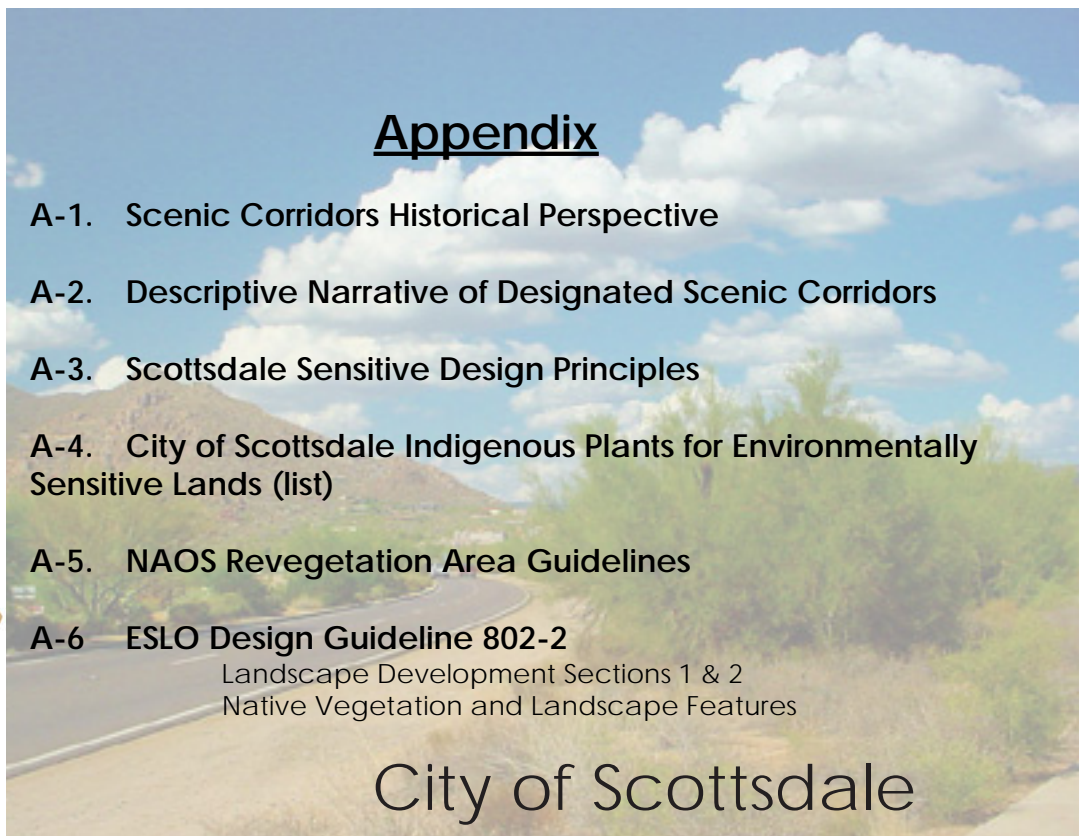 Appendix
A-1. Scenic Corridors Historical Perspective
A-2. Descriptive Narrative of Designated Scenic Corridors
A-3. Scottsdale Sensitive Design Principles
A-4. City of Scottsdale Indigenous Plants for Environmentally
Sensitive Lands (list)
A-5. NAOS Revegetation Area Guidelines
A-6 ESLO Design Guideline 802-2
Landscape Development Sections 1 & 2
Native Vegetation and Landscape Features
City of Scottsdale